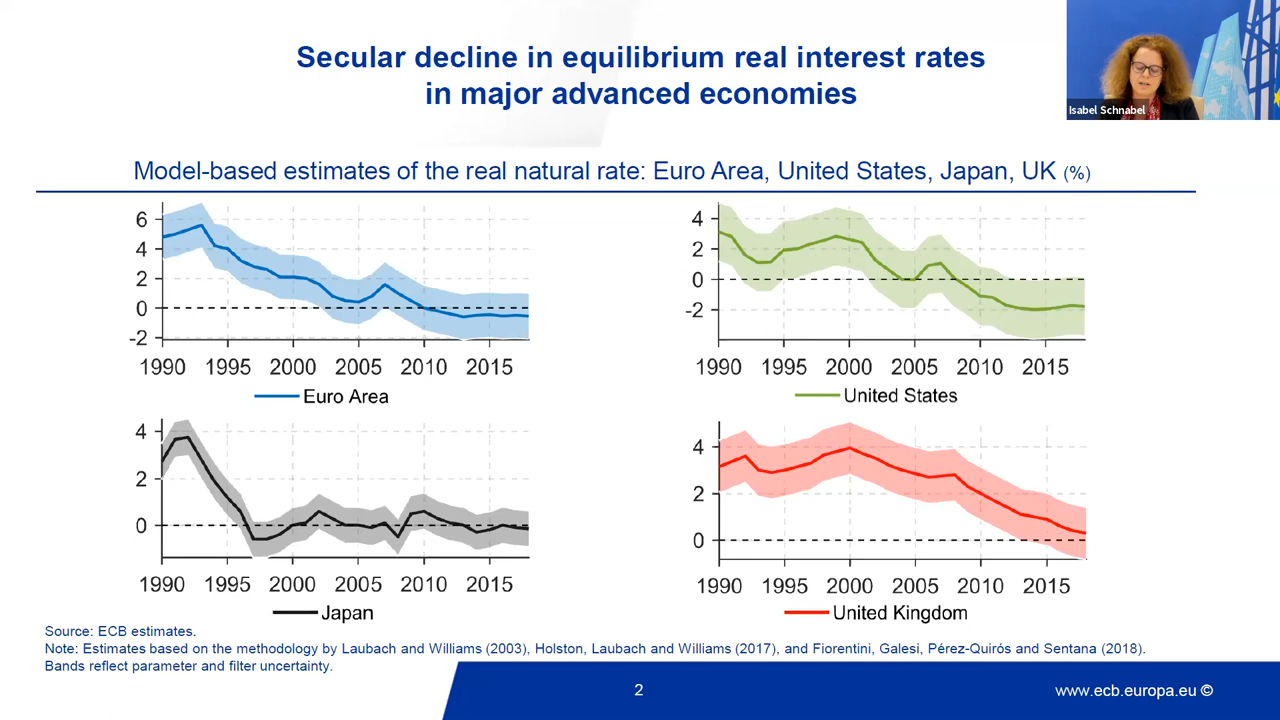 Secular decline in equilibrium real interest rates
in major advanced economies
Isabel Schnabel
Model-based estimates of the real natural rate: Euro Area, United States, Japan, UK (%)
6
4
2
0
-2
1990 1995 2000 2005 2010 2015
Euro Area
4
2
0
-2
1990 1995 2000 2005 2010 2015
United States
4
2
0
1990 1995 2000 2005 2010 2015
Japan
4
2
0
1990 1995 2000 2005 2010 2015
United Kingdom
Source: ECB estimates.
Note: Estimates based on the methodology by Laubach and Williams (2003), Holston, Laubach and Williams (2017), and Fiorentini, Galesi, Pérez-Quirós and Sentana (2018).
Bands reflect parameter and filter uncertainty.
2
www.ecb.europa.eu ©